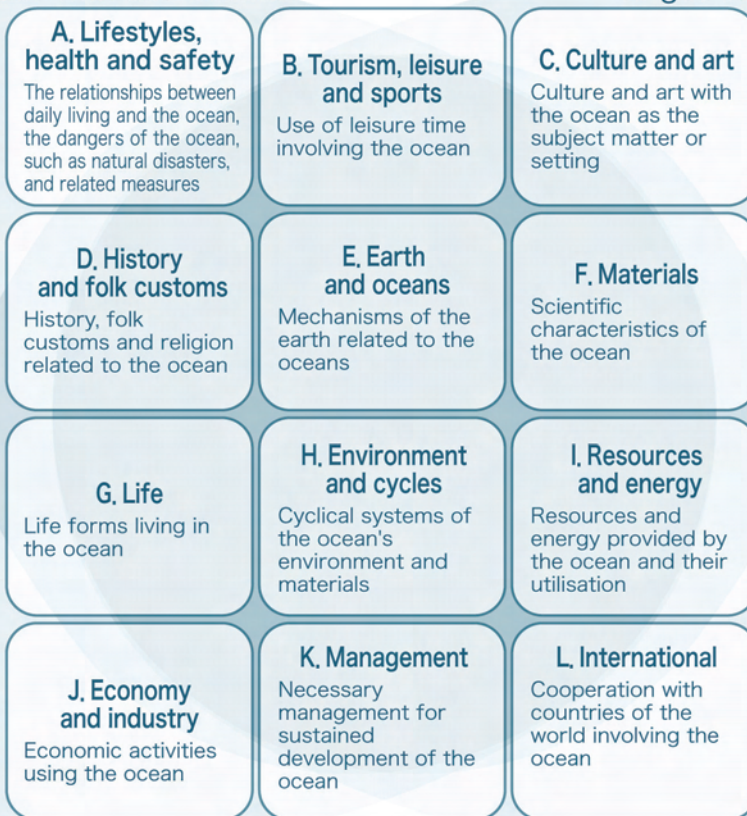 A. Lifestyles,
health and safety
The relationships between
daily living and the ocean,
the dangers of the ocean,
such as natural disasters,
and related measures
B. Tourism, leisure
and sports
Use of leisure time
involving the ocean
C. Culture and art
Culture and art with
the ocean as the
subject matter or
setting
D. History
and folk customs
History, folk
customs and religion
related to the ocean
E. Earth
and oceans
Mechanisms of the
earth related to the
oceans
F. Materials
Scientific
characteristics of
the ocean
G. Life
Life forms living in
the ocean
H. Environment
and cycles
Cyclical systems of
the ocean's
environment and
materials
I. Resources
and energy
Resources and
energy provided by
the ocean and their
utilisation
J. Economy
and industry
Economic activities
using the ocean
K. Management
Necessary
management for
sustained
development of the
ocean
L. International
Cooperation with
countries of the
world involving the
ocean